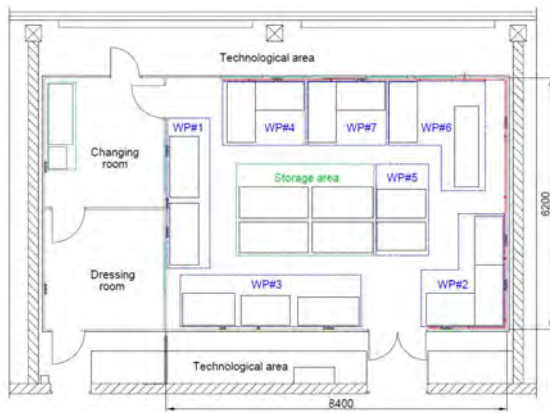 Technological area
WP#1
WP#4
WP#7
WP#6
Changing
room
Storage area
WP#5
6200
Dressing
room
WP#3
WP#2
Technological area
8400